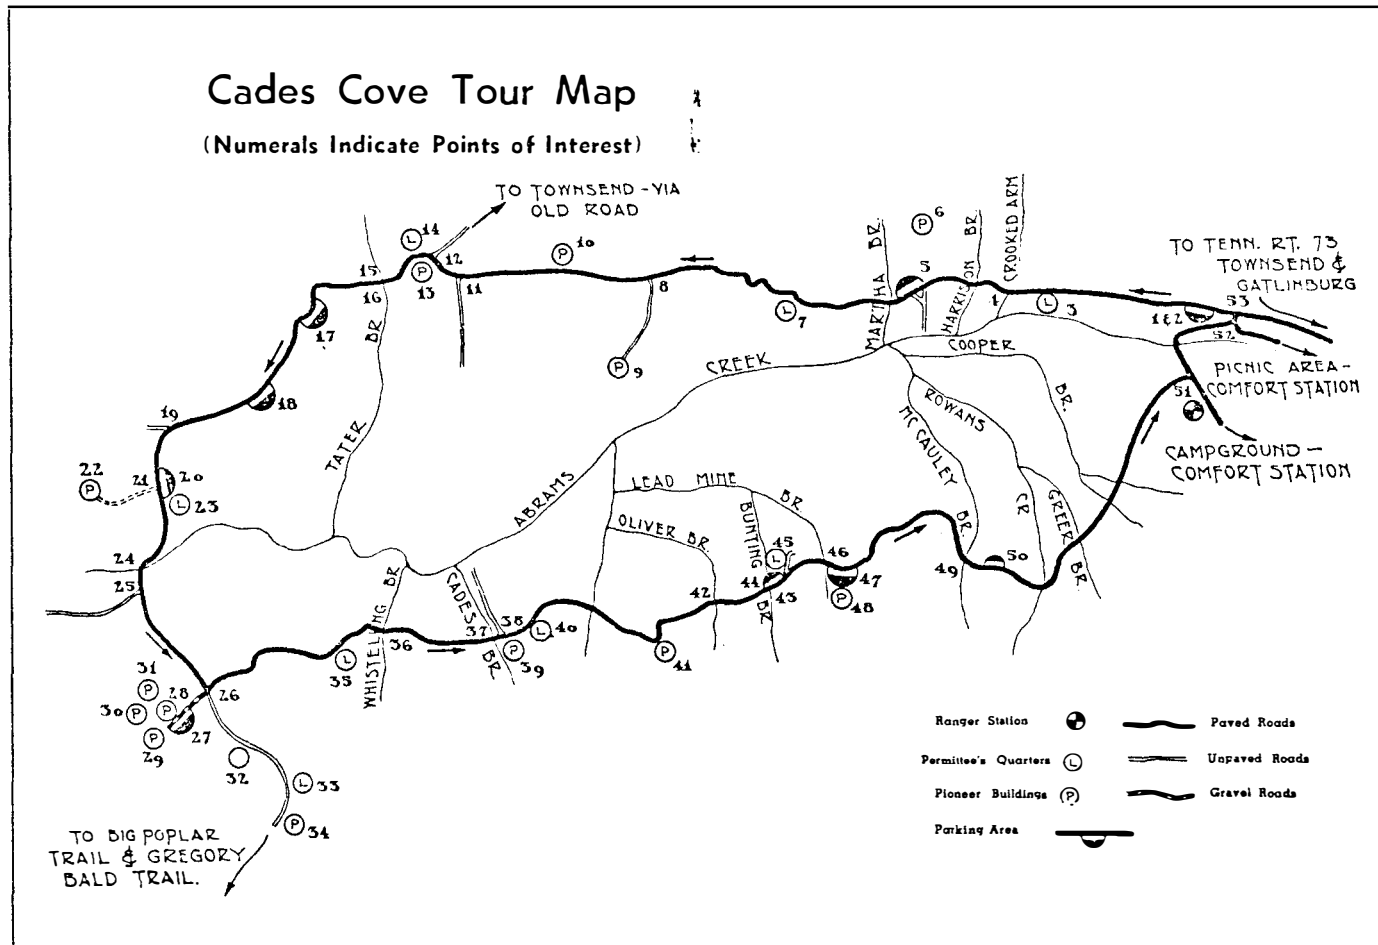 Cades Cove Tour Map
(Numerals Indicate Points of Interest)
TO TOWNSEND - VIA
OLD ROAD
TO TENN. RT. 73
TOWNSEND &
GATLINBURG
PICNIC AREA -
COMFORT STATION
CAMPGROUND -
COMFORT STATION
TO BIG POPLAR
TRAIL & GREGORY
BALD TRAIL.
MARTHA BR.
HARRISON BR.
CROOKED ARM
COOPER BR.
ROWANS CR.
MC CAULEY BR.
GREER BR.
ABRAMS CREEK
TATER BR
LEAD MINE BR.
OLIVER BR.
BUNTING BR.
CADES BR
WHISTLING BR
1&2
3
4
5
P 6
L 7
8
P 9
P 10
11
12
P 13
L 14
15
16
17
18
19
20
21
P 22
L 23
24
25
26
27
P 28
P 29
P 30
P 31
32
L 33
P 34
L 35
36
37
38
P 39
L 40
P 41
42
43
44
L 45
46
47
P 48
49
50
51
52
53
Ranger Station
Paved Roads
Permittee's Quarters L
Unpaved Roads
Pioneer Buildings P
Gravel Roads
Parking Area